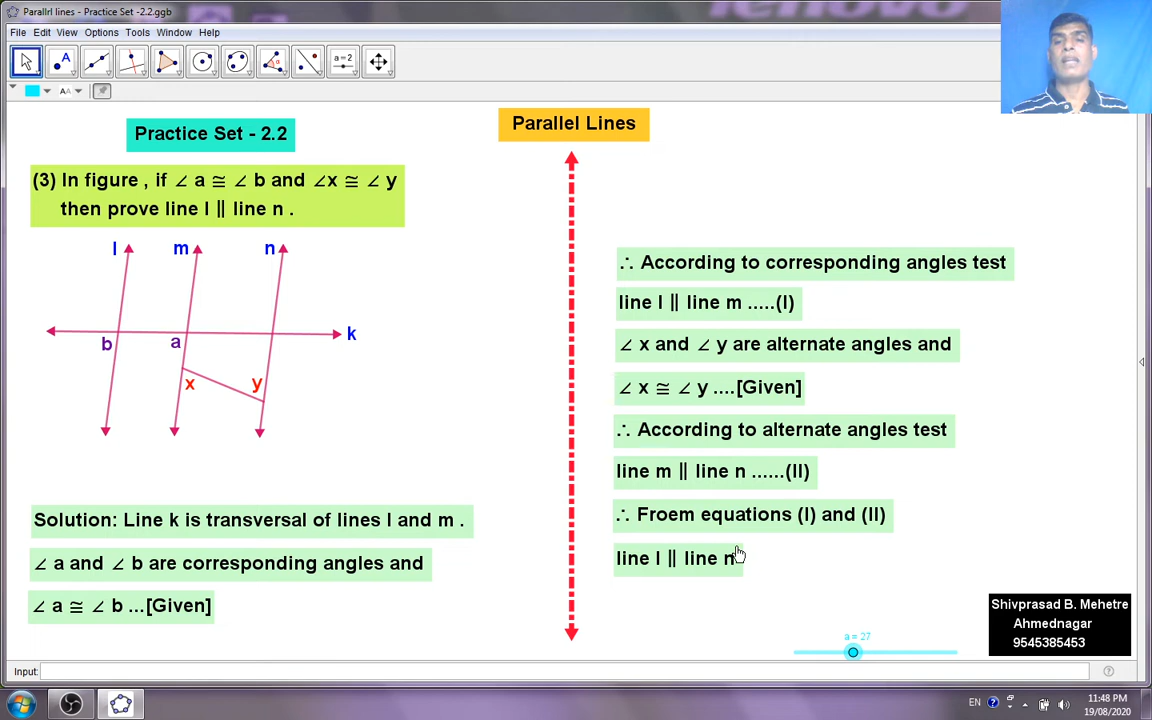 Parallrl lines - Practice Set -2.2.ggb
File Edit View Options Tools Window Help
A
a=2
AA
Practice Set - 2.2
Parallel Lines
(3) In figure , if ∠ a ≅ ∠ b and ∠x ≅ ∠ y
then prove line l ∥ line n .
l m n
k
b a
x y
Solution: Line k is transversal of lines l and m .
∠ a and ∠ b are corresponding angles and
∠ a ≅ ∠ b ...[Given]
∴ According to corresponding angles test
line l ∥ line m .....(I)
∠ x and ∠ y are alternate angles and
∠ x ≅ ∠ y ....[Given]
∴ According to alternate angles test
line m ∥ line n ......(II)
∴ Froem equations (I) and (II)
line l ∥ line n
Shivprasad B. Mehetre
Ahmednagar
9545385453
a = 27
Input:
EN
11:48 PM
19/08/2020